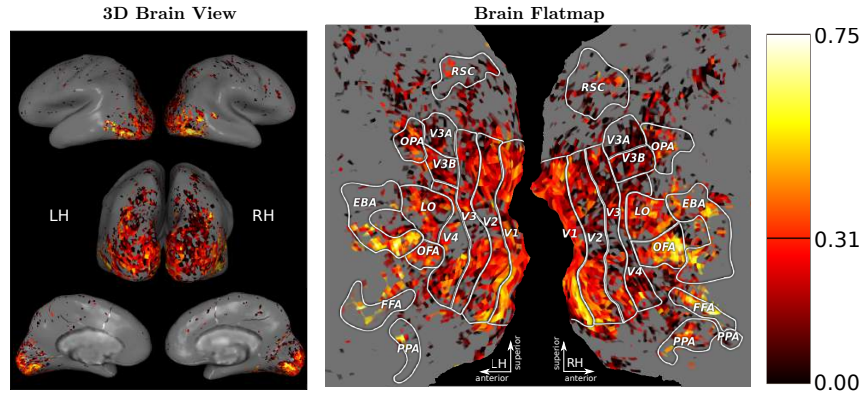 3D Brain View
Brain Flatmap
LH
RH
RSC
RSC
OPA
V3A
V3B
V3A
V3B
OPA
EBA
LO
V4
V3
V2
V1
OFA
V1
V2
V3
V4
LO
EBA
OFA
FFA
PPA
FFA
PPA
PPA
LH
anterior
superior
superior
RH
anterior
0.75
0.31
0.00